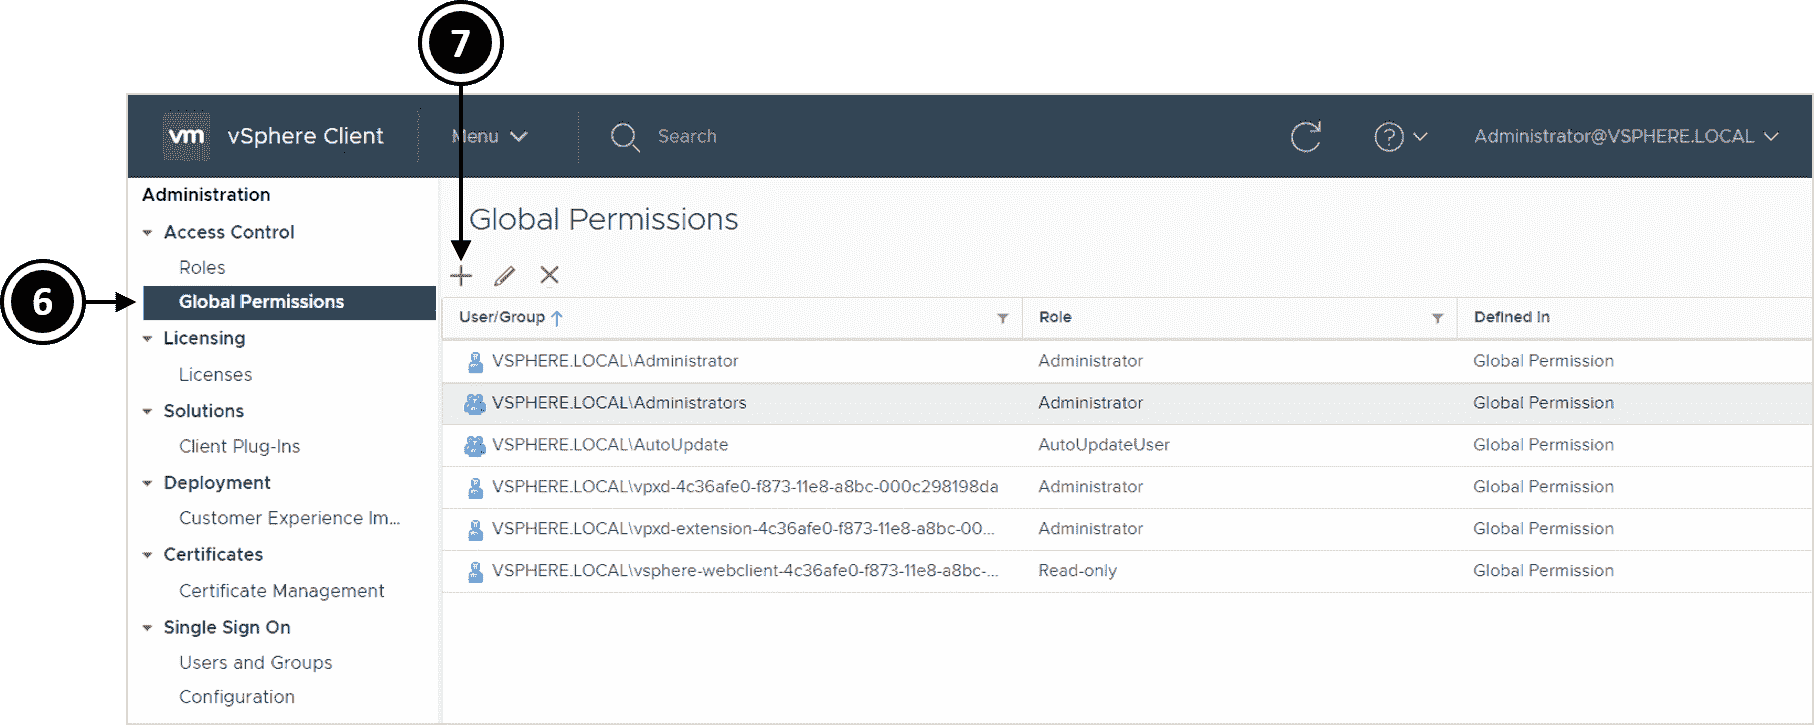 7
vm vSphere Client Menu Search Administrator@VSPHERE.LOCAL
Administration
Access Control
Roles
6
Global Permissions
Licensing
Licenses
Solutions
Client Plug-Ins
Deployment
Customer Experience Im...
Certificates
Certificate Management
Single Sign On
Users and Groups
Configuration
Global Permissions
User/Group Role Defined In
VSPHERE.LOCAL\Administrator Administrator Global Permission
VSPHERE.LOCAL\Administrators Administrator Global Permission
VSPHERE.LOCAL\AutoUpdate AutoUpdateUser Global Permission
VSPHERE.LOCAL\vpxd-4c36afe0-f873-11e8-a8bc-000c298198da Administrator Global Permission
VSPHERE.LOCAL\vpxd-extension-4c36afe0-f873-11e8-a8bc-00... Administrator Global Permission
VSPHERE.LOCAL\vsphere-webclient-4c36afe0-f873-11e8-a8bc-... Read-only Global Permission